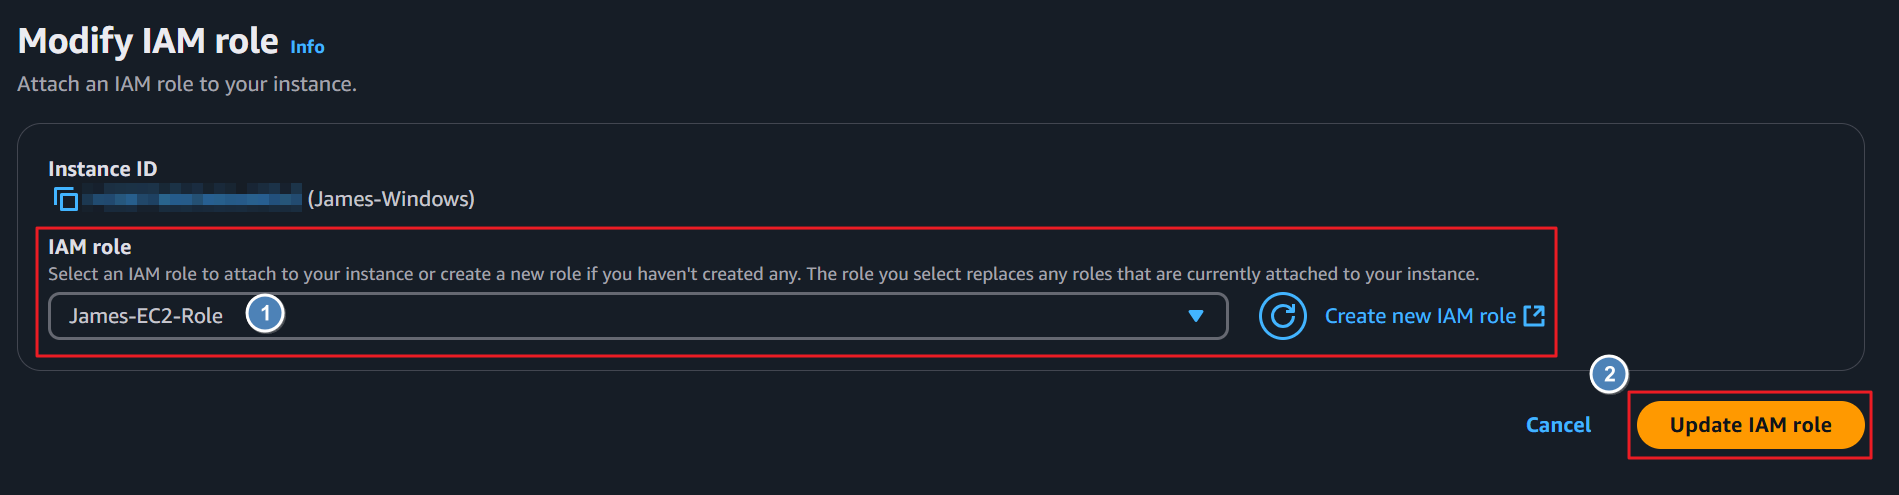 Modify IAM role Info
Attach an IAM role to your instance.
Instance ID
(James-Windows)
IAM role
Select an IAM role to attach to your instance or create a new role if you haven't created any. The role you select replaces any roles that are currently attached to your instance.
James-EC2-Role 1 Create new IAM role
2
Cancel Update IAM role